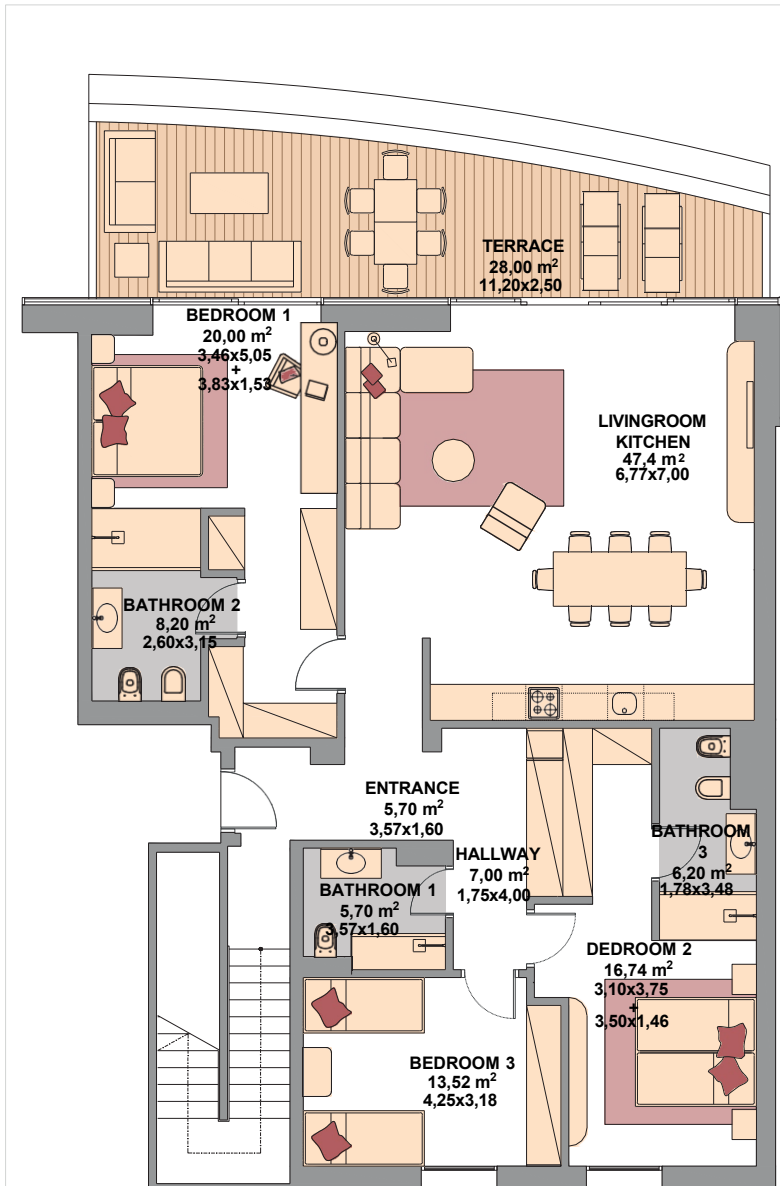 TERRACE
28,00 m²
11,20x2,50
BEDROOM 1
20,00 m²
3,46x5,05
+
3,83x1,53
LIVINGROOM
KITCHEN
47,4 m²
6,77x7,00
BATHROOM 2
8,20 m²
2,60x3,15
ENTRANCE
5,70 m²
3,57x1,60
HALLWAY
7,00 m²
1,75x4,00
BATHROOM
3
6,20 m²
1,78x3,48
BATHROOM 1
5,70 m²
3,57x1,60
DEDROOM 2
16,74 m²
3,10x3,75
+
3,50x1,46
BEDROOM 3
13,52 m²
4,25x3,18